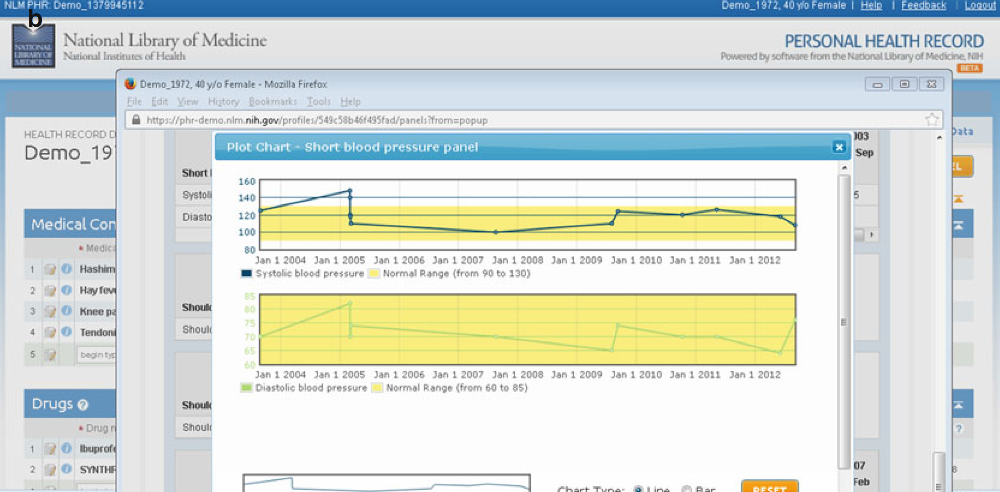 NLM PHR: Demo_1379945112
Demo_1972, 40 y/o Female | Help | Feedback | Logout
b
NATIONAL LIBRARY OF MEDICINE
National Library of Medicine
National Institutes of Health
PERSONAL HEALTH RECORD
Powered by software from the National Library of Medicine, NIH
BETA
Demo_1972, 40 y/o Female - Mozilla Firefox
File Edit View History Bookmarks Tools Help
https://phr-demo.nlm.nih.gov/profiles/549c58b46f495fad/panels?from=popup
HEALTH RECORD D
Demo_19
Data
003
Sep
Plot Chart - Short blood pressure panel
Short
Systoli
Diasto
5
160
140
120
100
80
Jan 1 2004 Jan 1 2005 Jan 1 2006 Jan 1 2007 Jan 1 2008 Jan 1 2009 Jan 1 2010 Jan 1 2011 Jan 1 2012
Systolic blood pressure Normal Range (from 90 to 130)
85
80
75
70
65
60
Jan 1 2004 Jan 1 2005 Jan 1 2006 Jan 1 2007 Jan 1 2008 Jan 1 2009 Jan 1 2010 Jan 1 2011 Jan 1 2012
Diastolic blood pressure Normal Range (from 60 to 85)
Medical Con
* Medica
1 Hashim
2 Hay feve
3 Knee pa
4 Tendoni
5 begin typ
Should
Should
Should
Should
Drugs ?
* Drug n
?
1 Ibuprofe
2 SYNTHR
07
Feb
8
Chart Type: Line Bar
RESET